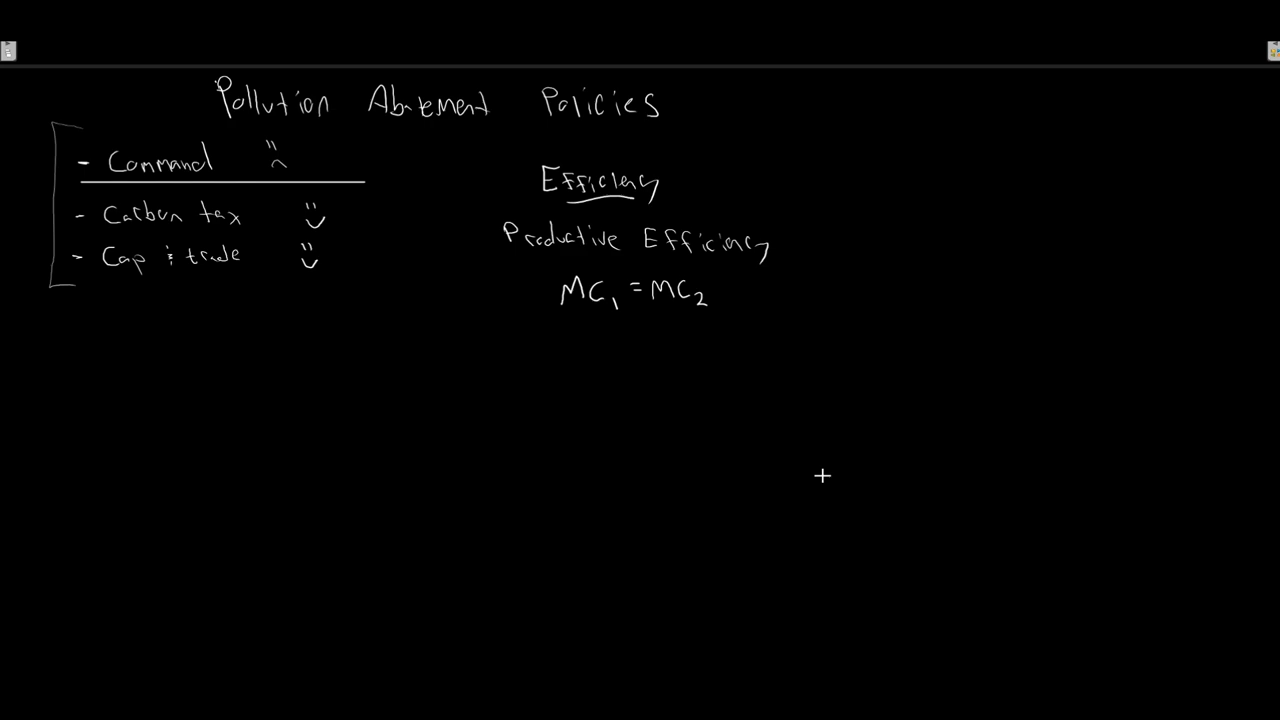 Pollution Abatement Policies
- Command
- Carbon tax
- Cap & trade
Efficiency
Productive Efficiency
MC₁ = MC₂